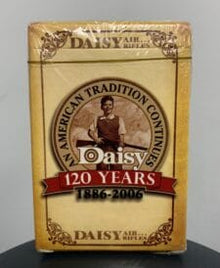 DAISY AIR RIFLES
AN AMERICAN TRADITION CONTINUES
Daisy
120 YEARS
1886-2006
DAISY AIR RIFLES